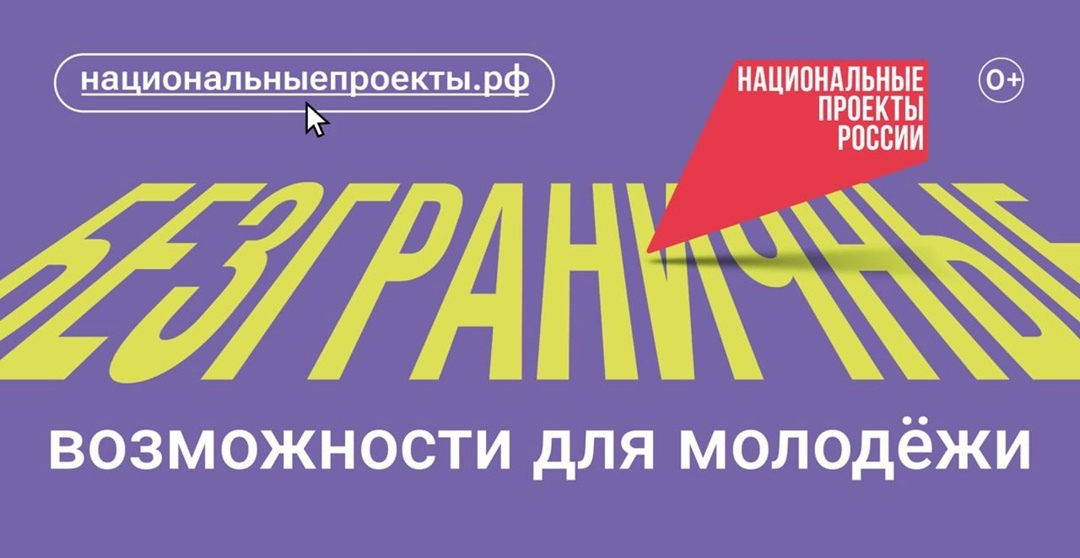 национальныепроекты.рф
НАЦИОНАЛЬНЫЕ
ПРОЕКТЫ
РОССИИ
0+
БЕЗГРАНИЧНЫЕ
возможности для молодёжи